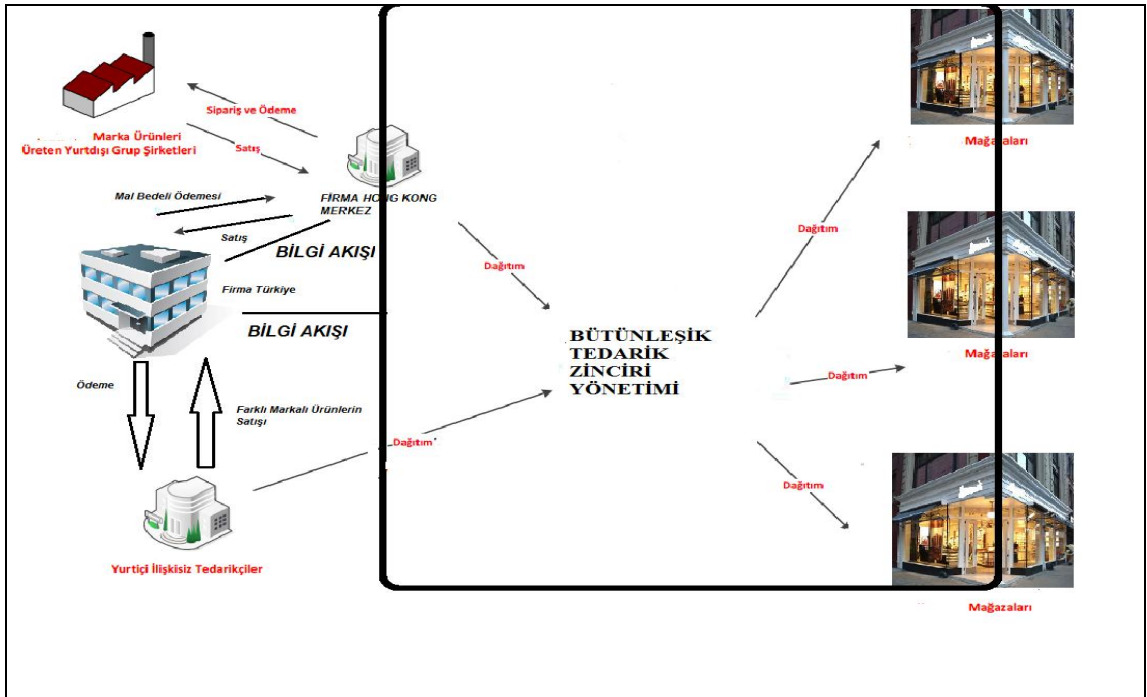 Sipariş ve Ödeme
Marka Ürünleri
Üreten Yurtdışı Grup Şirketleri
Satış
Mağazaları
Mal Bedeli Ödemesi
FİRMA HONG KONG
MERKEZ
Satış
BİLGİ AKIŞI
Dağıtım
Dağıtım
Firma Türkiye
BİLGİ AKIŞI
BÜTÜNLEŞİK
TEDARİK
ZİNCİRİ
YÖNETİMİ
Mağazaları
Dağıtım
Ödeme
Farklı Markalı Ürünlerin
Satışı
Dağıtım
Dağıtım
Yurtiçi İlişkisiz Tedarikçiler
Mağazaları